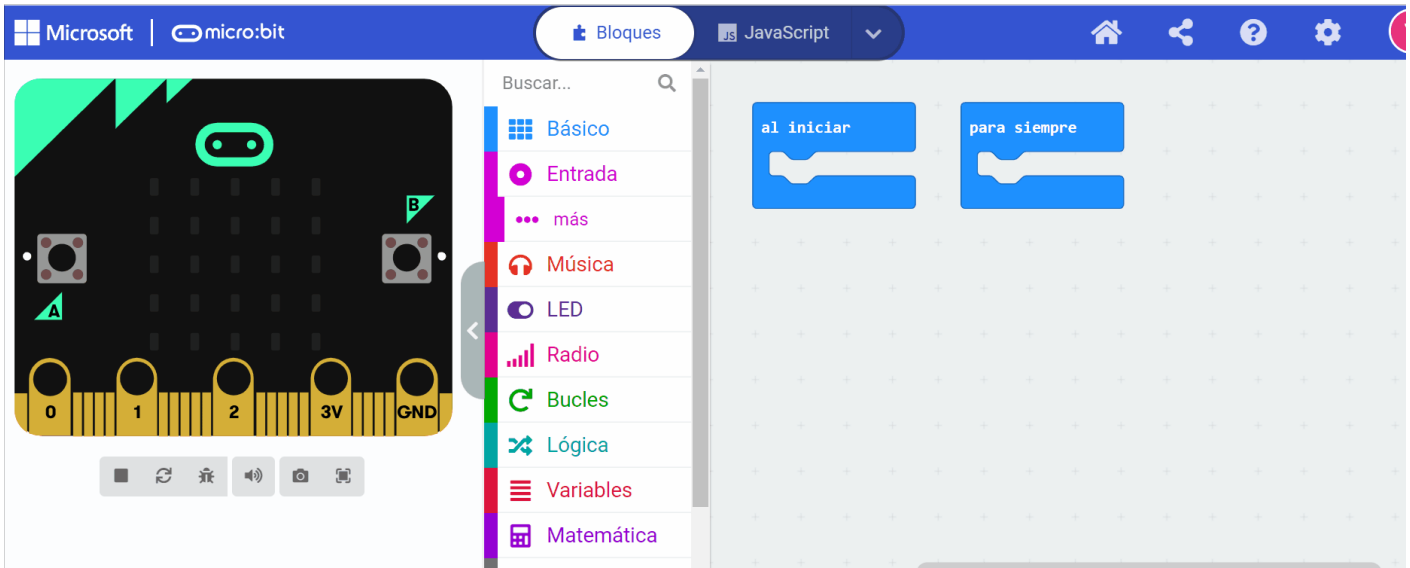 Microsoft micro:bit Bloques JavaScript
Buscar...
Básico
Entrada
más
Música
LED
Radio
Bucles
Lógica
Variables
Matemática
B
A
0 1 2 3V GND
al iniciar
para siempre